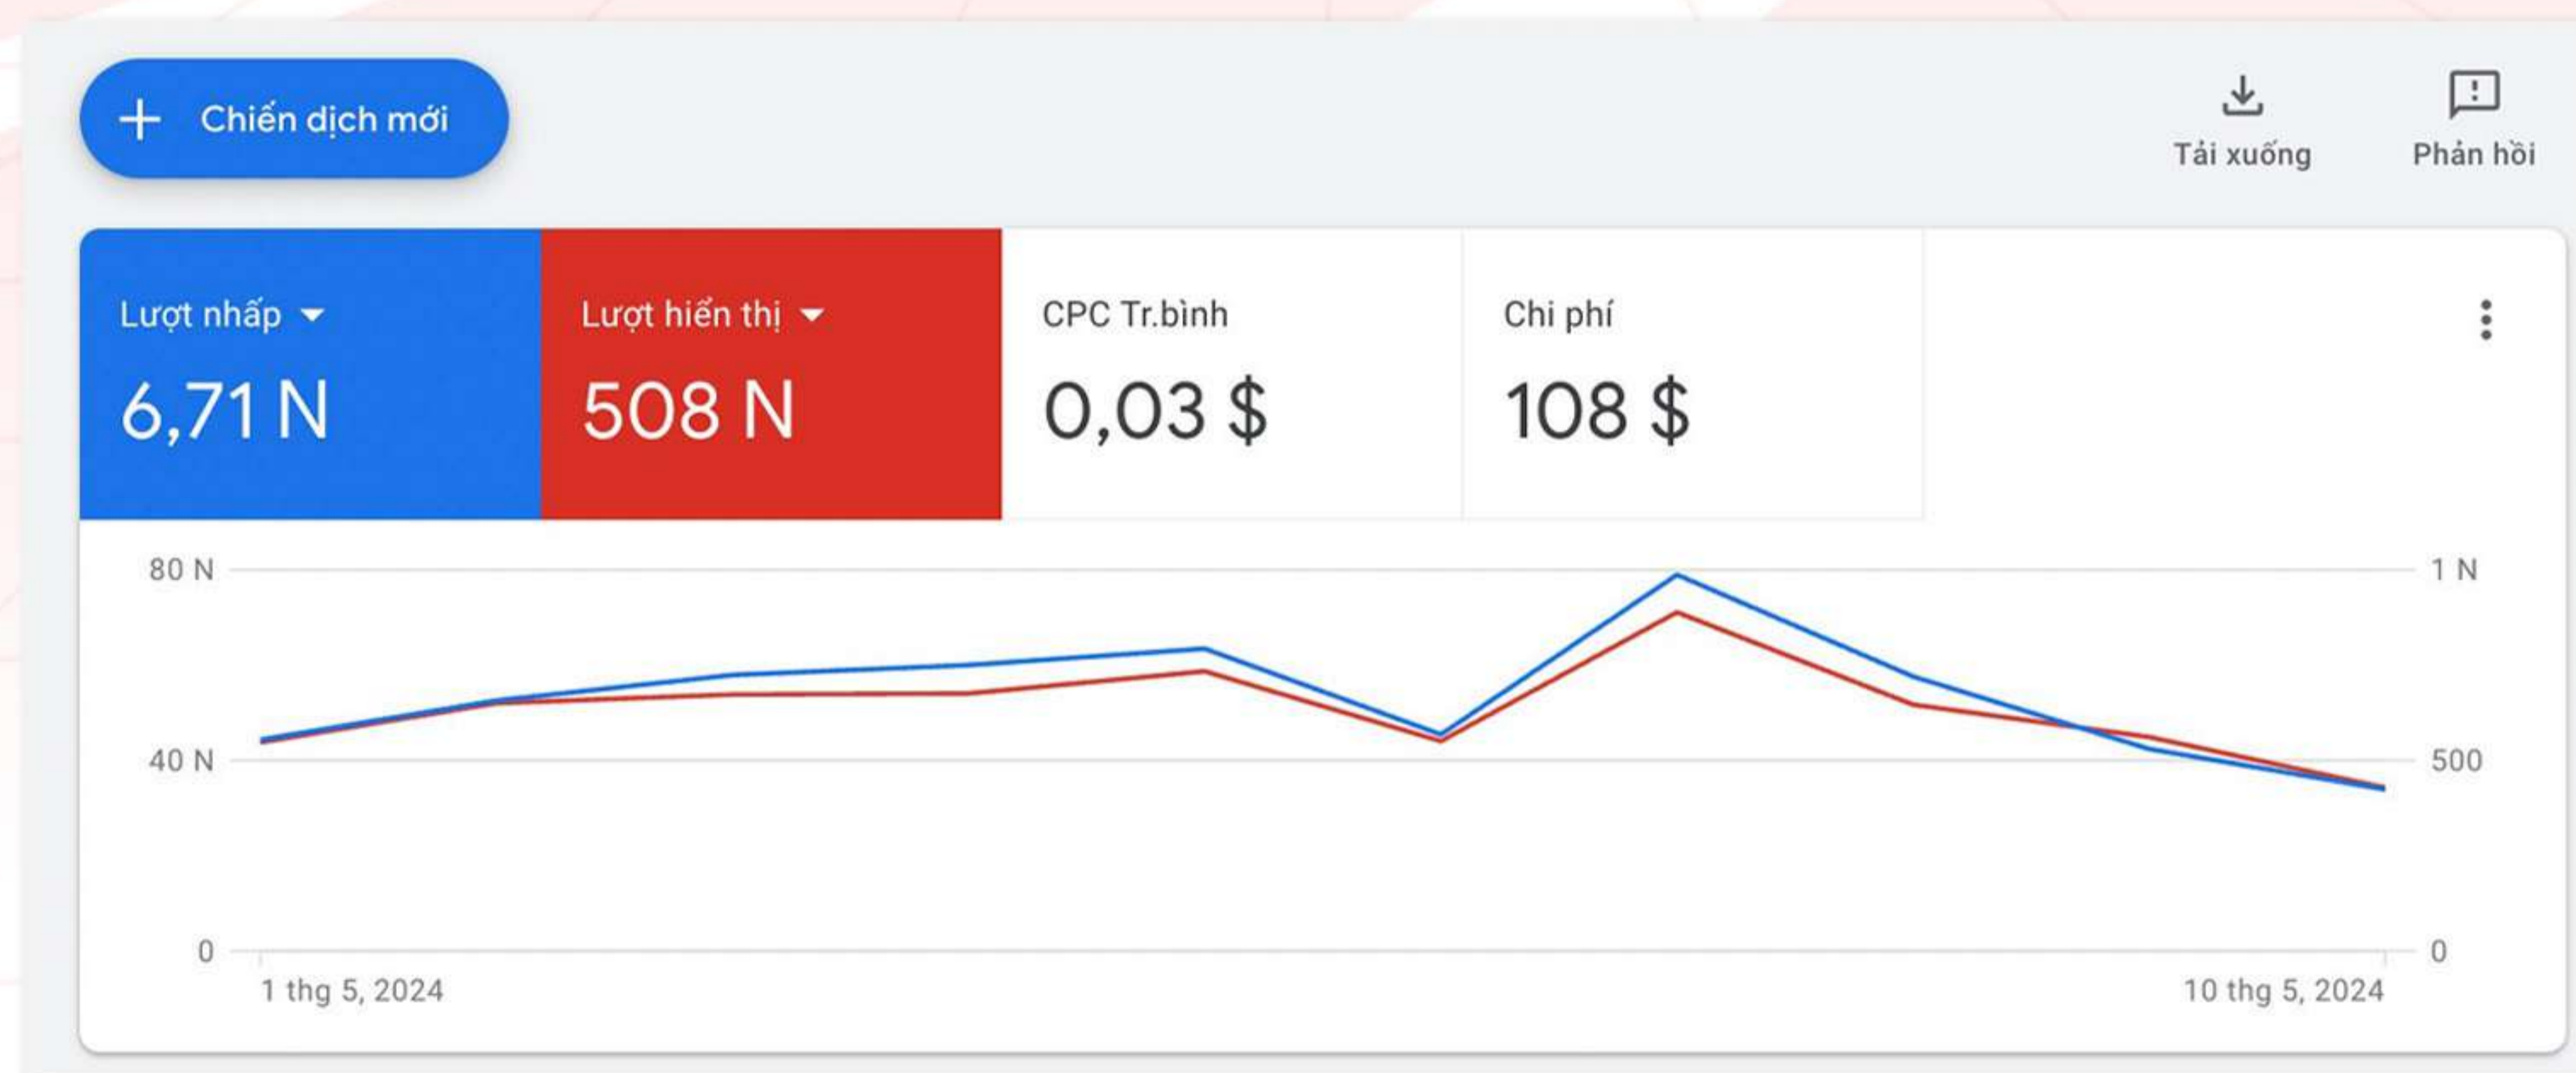 Chiến dịch mới
Tải xuống
Phản hồi
Lượt nhấp
6,71 N
Lượt hiển thị
508 N
CPC Tr.bình
0,03 $
Chi phí
108 $
80 N
1 N
40 N
500
0
0
1 thg 5, 2024
10 thg 5, 2024